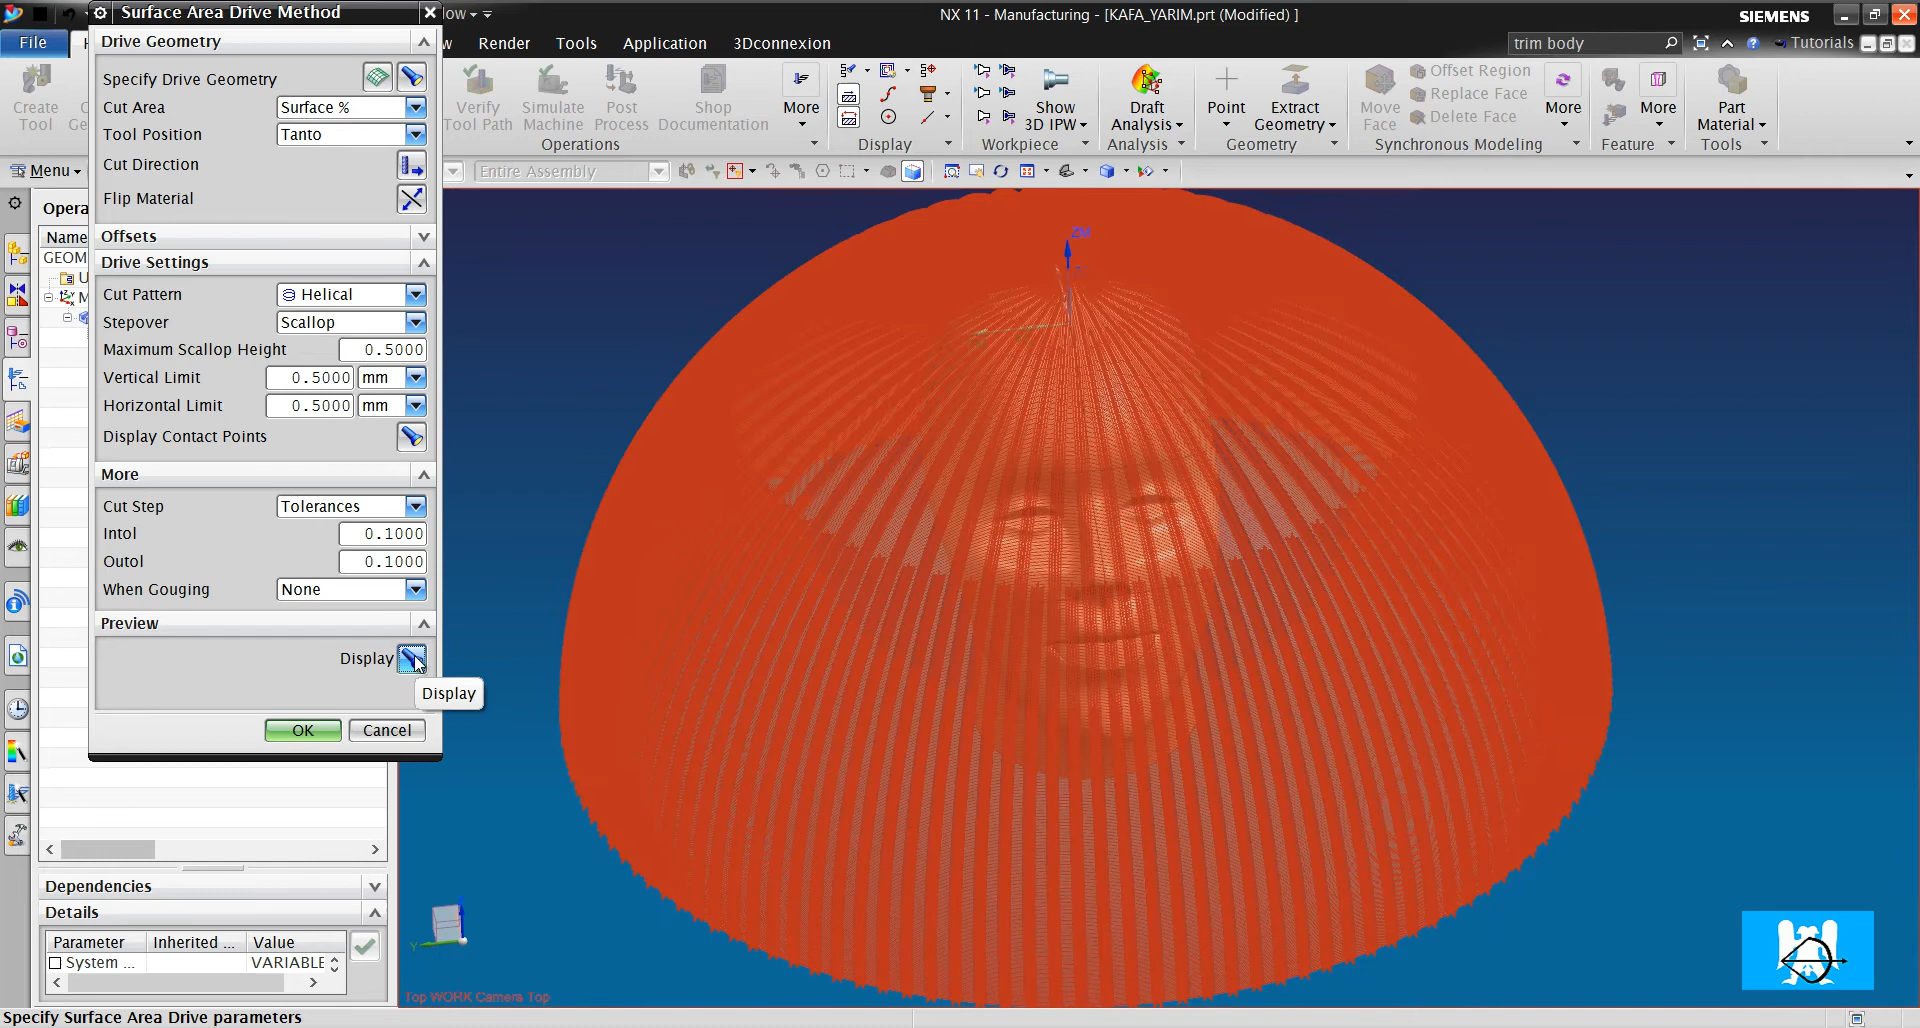 Surface Area Drive Method
NX 11 - Manufacturing - [KAFA_YARIM.prt (Modified) ]
SIEMENS
File
Render
Tools
Application
3Dconnexion
trim body
Tutorials
Create Tool
Verify Tool Path
Simulate Machine
Post Process
Shop Documentation
More
Operations
Display
Show 3D IPW
Workpiece
Draft Analysis
Analysis
Point
Extract Geometry
Geometry
Move Face
Offset Region
Replace Face
Delete Face
More
Synchronous Modeling
More
Feature
Part Material
Tools
Menu
Entire Assembly
Drive Geometry
Specify Drive Geometry
Cut Area Surface %
Tool Position Tanto
Cut Direction
Flip Material
Offsets
Drive Settings
Cut Pattern Helical
Stepover Scallop
Maximum Scallop Height 0.5000
Vertical Limit 0.5000 mm
Horizontal Limit 0.5000 mm
Display Contact Points
More
Cut Step Tolerances
Intol 0.1000
Outol 0.1000
When Gouging None
Preview
Display
Display
OK Cancel
Name
GEOM
Dependencies
Details
Parameter Inherited ... Value
System ... VARIABLE
ZM
Y
Top WORK Camera Top
Specify Surface Area Drive parameters